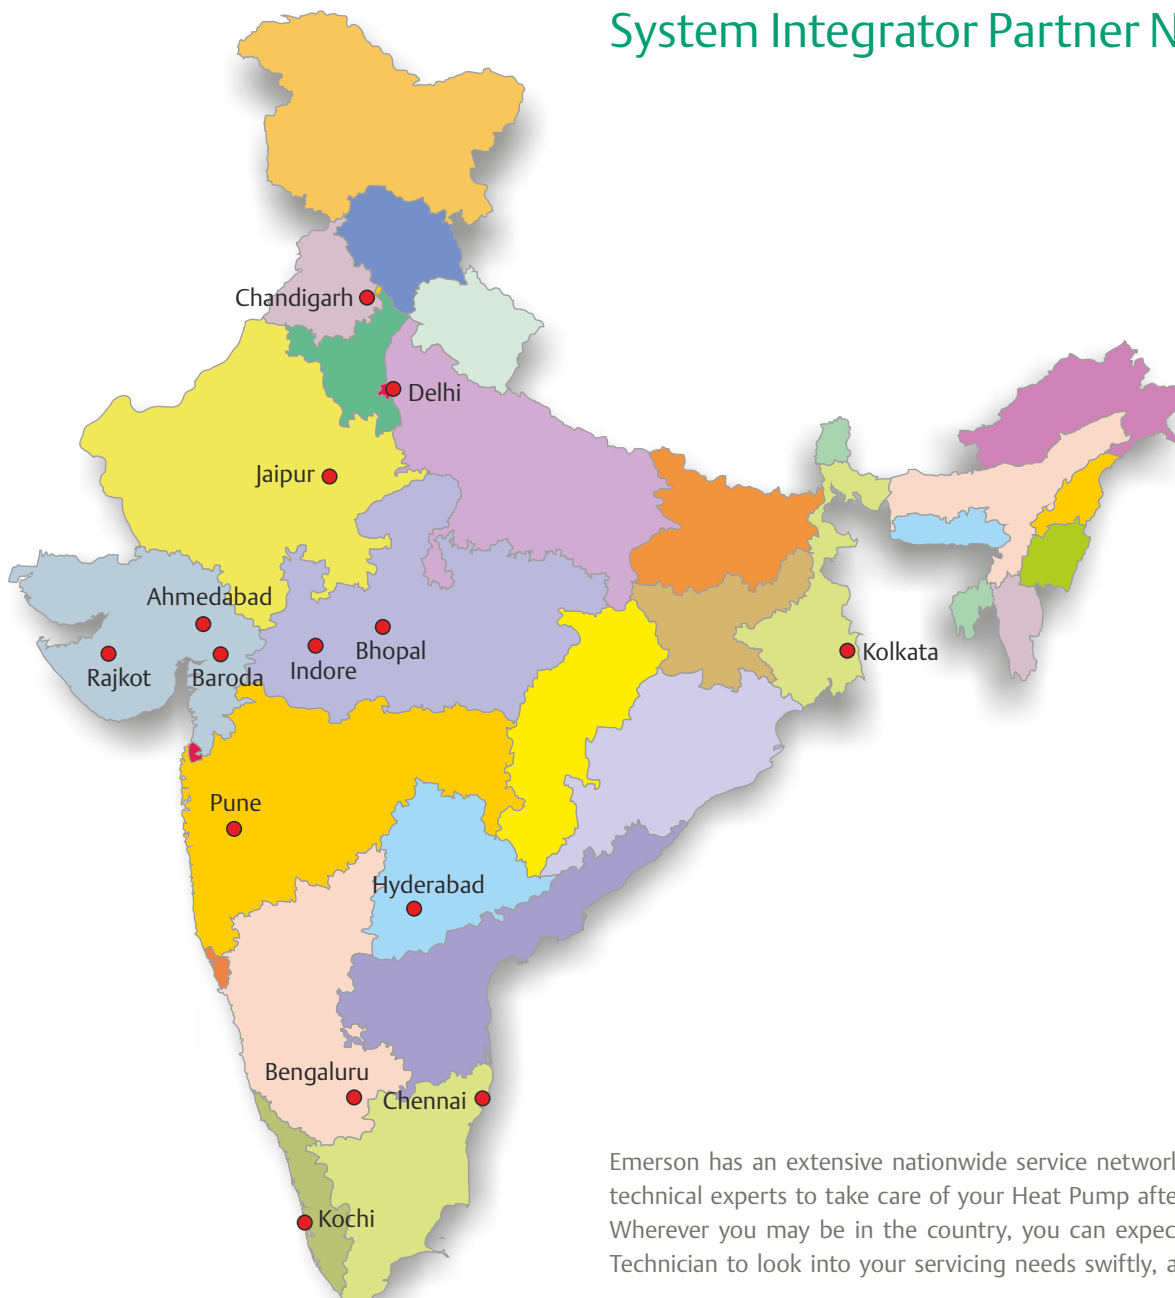 System Integrator Partner N
Chandigarh
Delhi
Jaipur
Ahmedabad
Rajkot
Baroda
Indore
Bhopal
Kolkata
Pune
Hyderabad
Bengaluru
Chennai
Kochi
Emerson has an extensive nationwide service network
technical experts to take care of your Heat Pump afte
Wherever you may be in the country, you can expec
Technician to look into your servicing needs swiftly, a